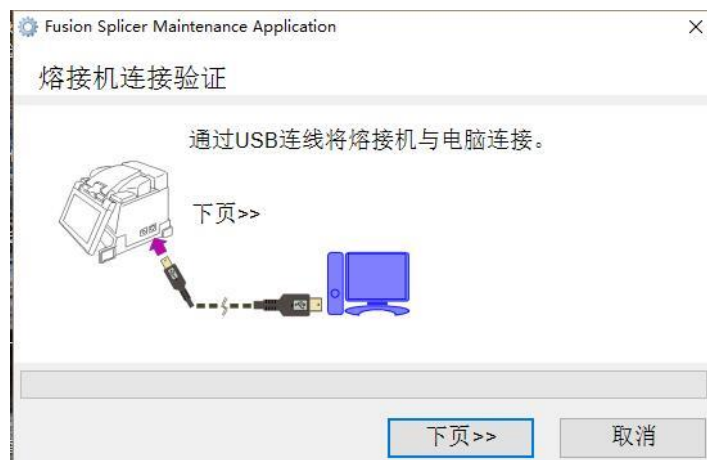 Fusion Splicer Maintenance Application
熔接机连接验证
通过USB连线将熔接机与电脑连接。
下页>>
下页>>
取消